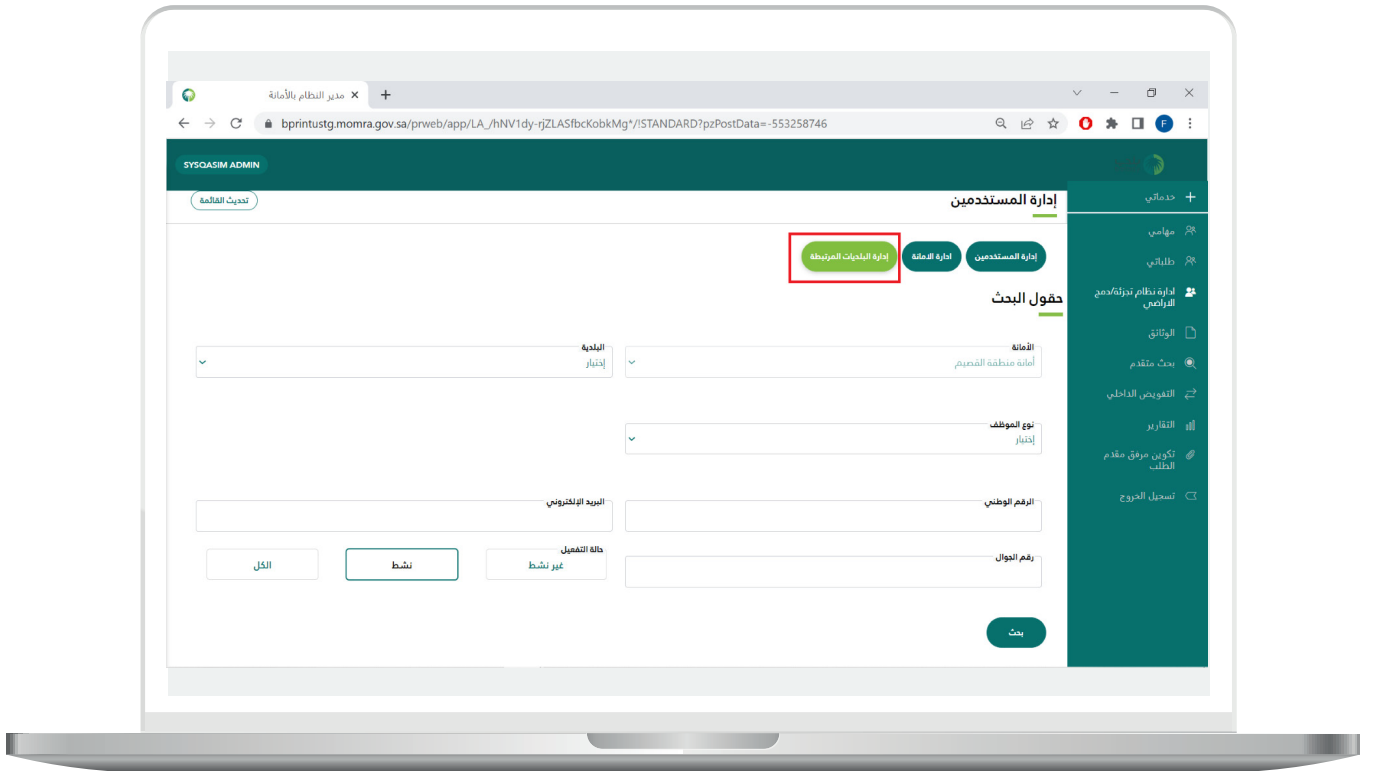 مدير النظام بالأمانة
bprintustg.momra.gov.sa/prweb/app/LA_/hNV1dy-rjZLASfbcKobkMg*/!STANDARD?pzPostData=-553258746
F
SYSQASIM ADMIN
خدماتي
مهامي
طلباتي
ادارة نظام تجزئة/دمج
الاراضي
الوثائق
بحث متقدم
التفويض الداخلي
التقارير
تكوين مرفق مقدم
الطلب
تسجيل الخروج
إدارة المستخدمين
تحديث القائمة
إدارة المستخدمين
ادارة الامانة
إدارة البلديات المرتبطة
حقول البحث
الأمانة
أمانة منطقة القصيم
البلدية
إختيار
نوع الموظف
إختيار
الرقم الوطني
البريد الإلكتروني
رقم الجوال
حالة التفعيل
غير نشط
نشط
الكل
بحث